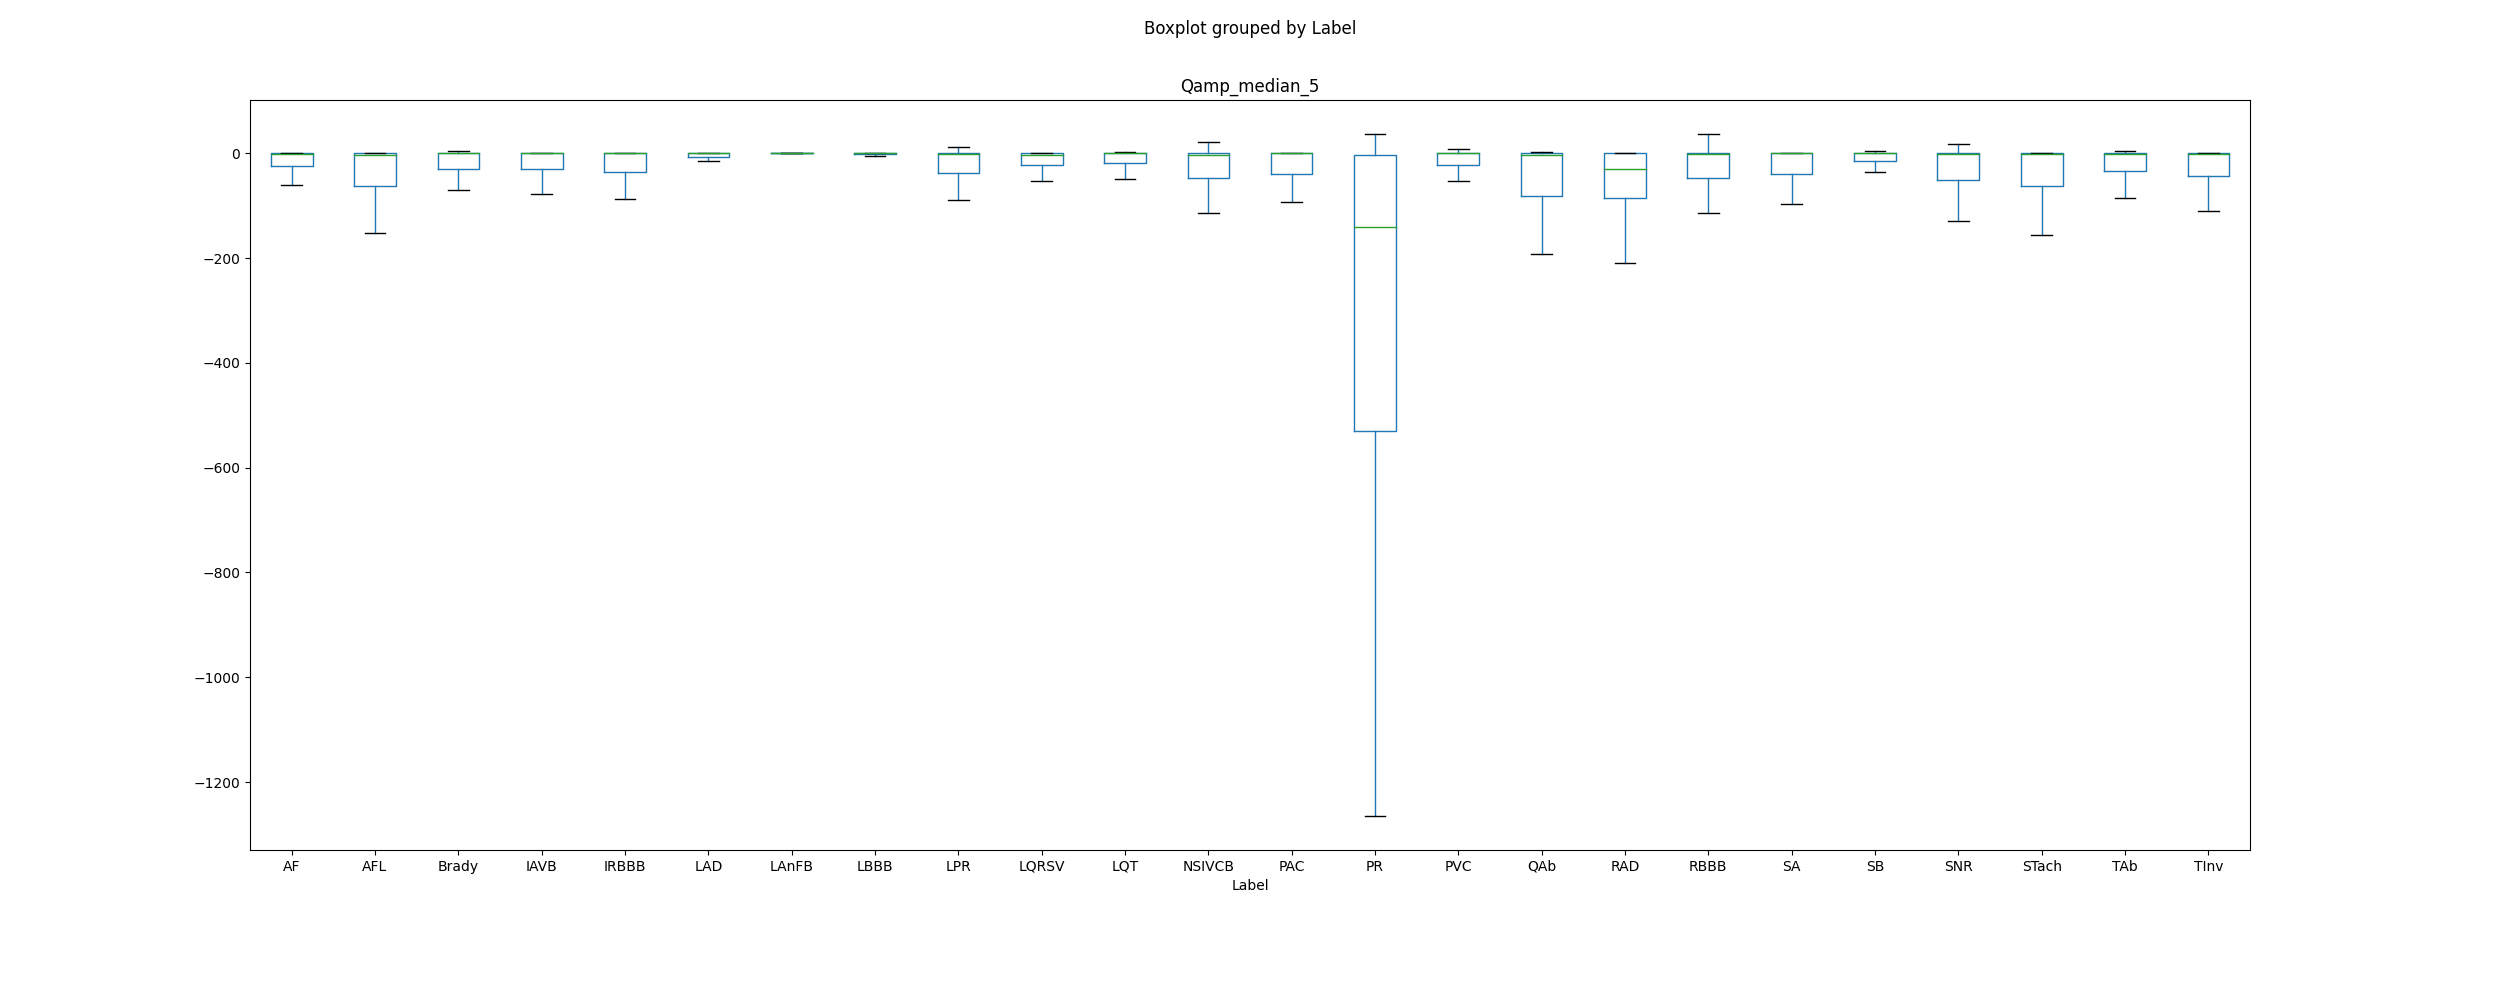 Boxplot grouped by Label
Qamp_median_5
0
−200
−400
−600
−800
−1000
−1200
AF AFL Brady IAVB IRBBB LAD LAnFB LBBB LPR LQRSV LQT NSIVCB PAC PR PVC QAb RAD RBBB SA SB SNR STach TAb TInv
Label